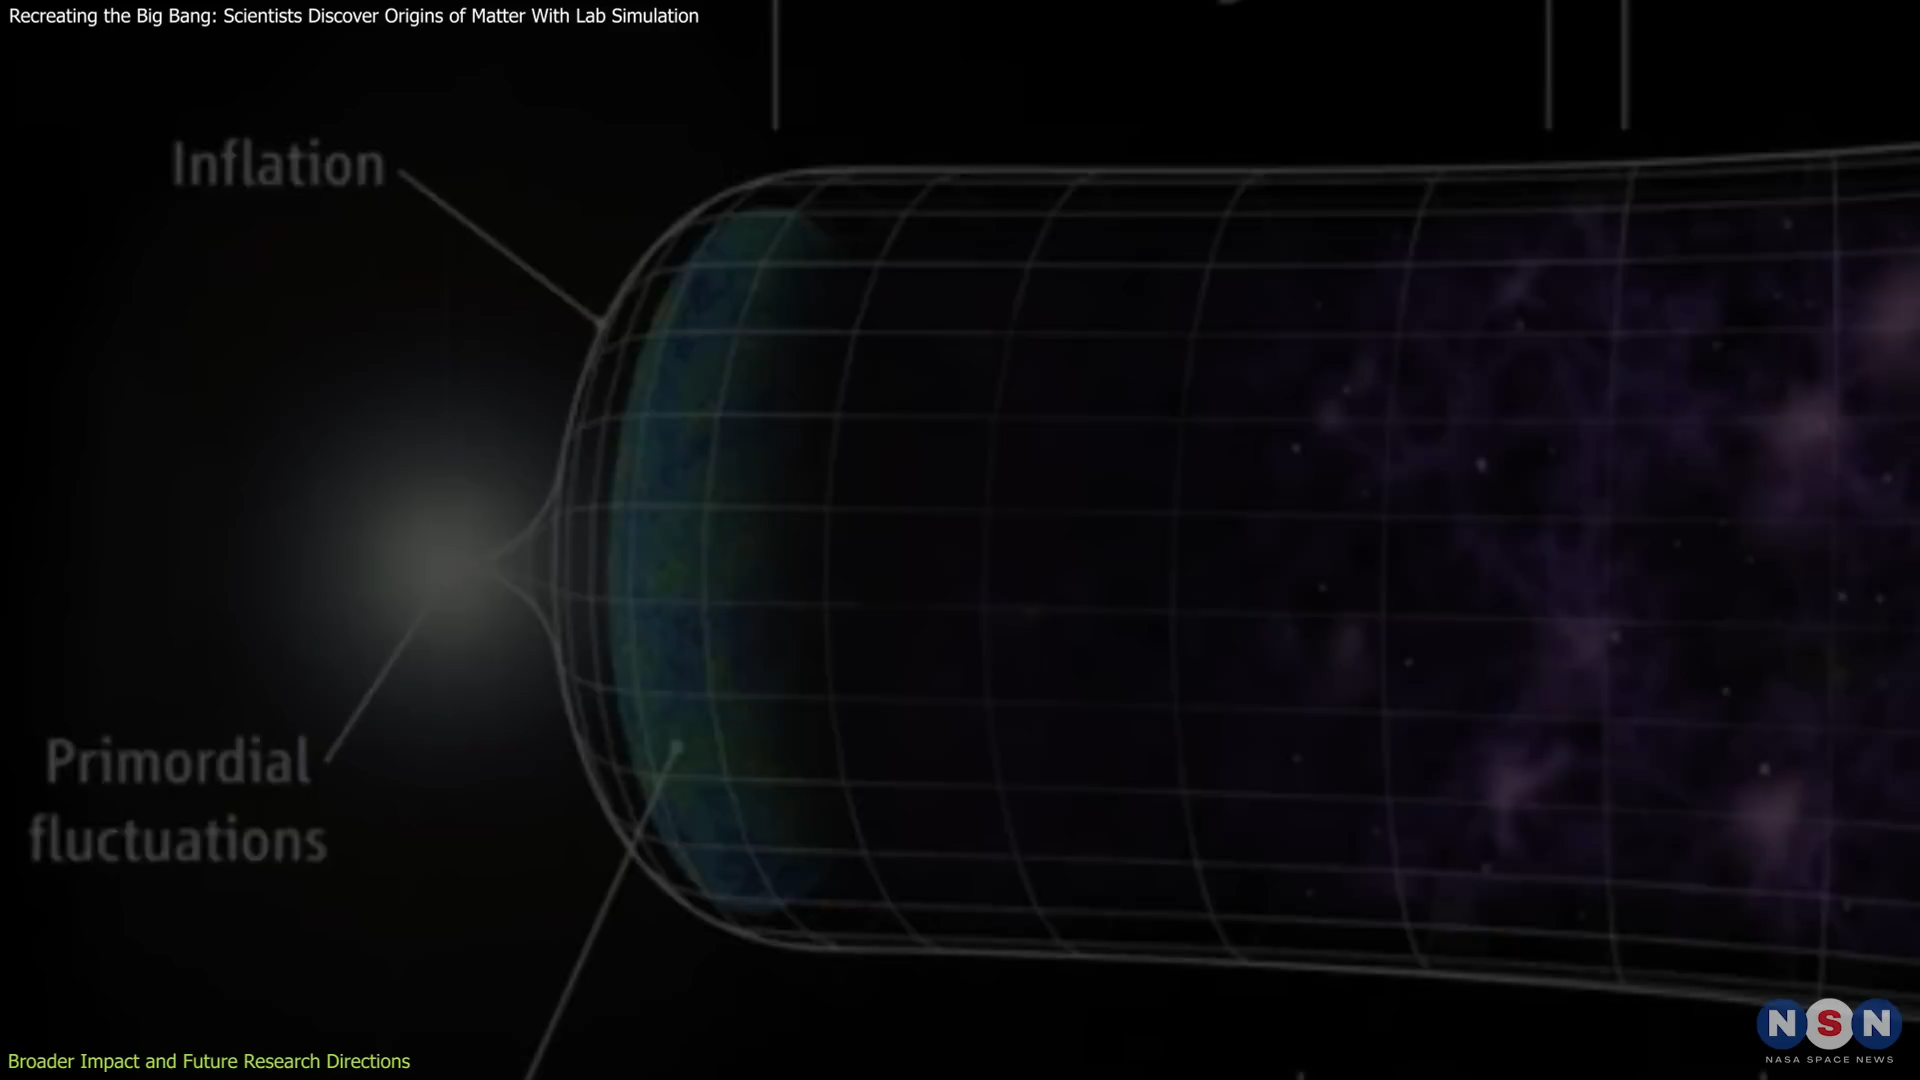 Recreating the Big Bang: Scientists Discover Origins of Matter With Lab Simulation
Inflation
Primordial
fluctuations
Broader Impact and Future Research Directions
NSN
NASA SPACE NEWS